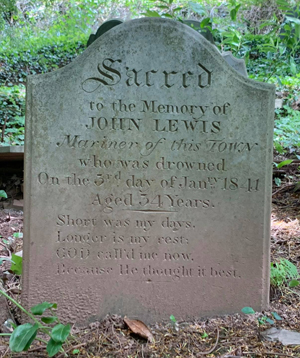 Sacred
to the Memory of
JOHN LEWIS
Mariner of this TOWN
who was drowned
On the 3rd day of Jany. 1841
Aged 54 Years.
Short was my days.
Longer is my rest.
GOD call'd me now.
Because He thought it best.